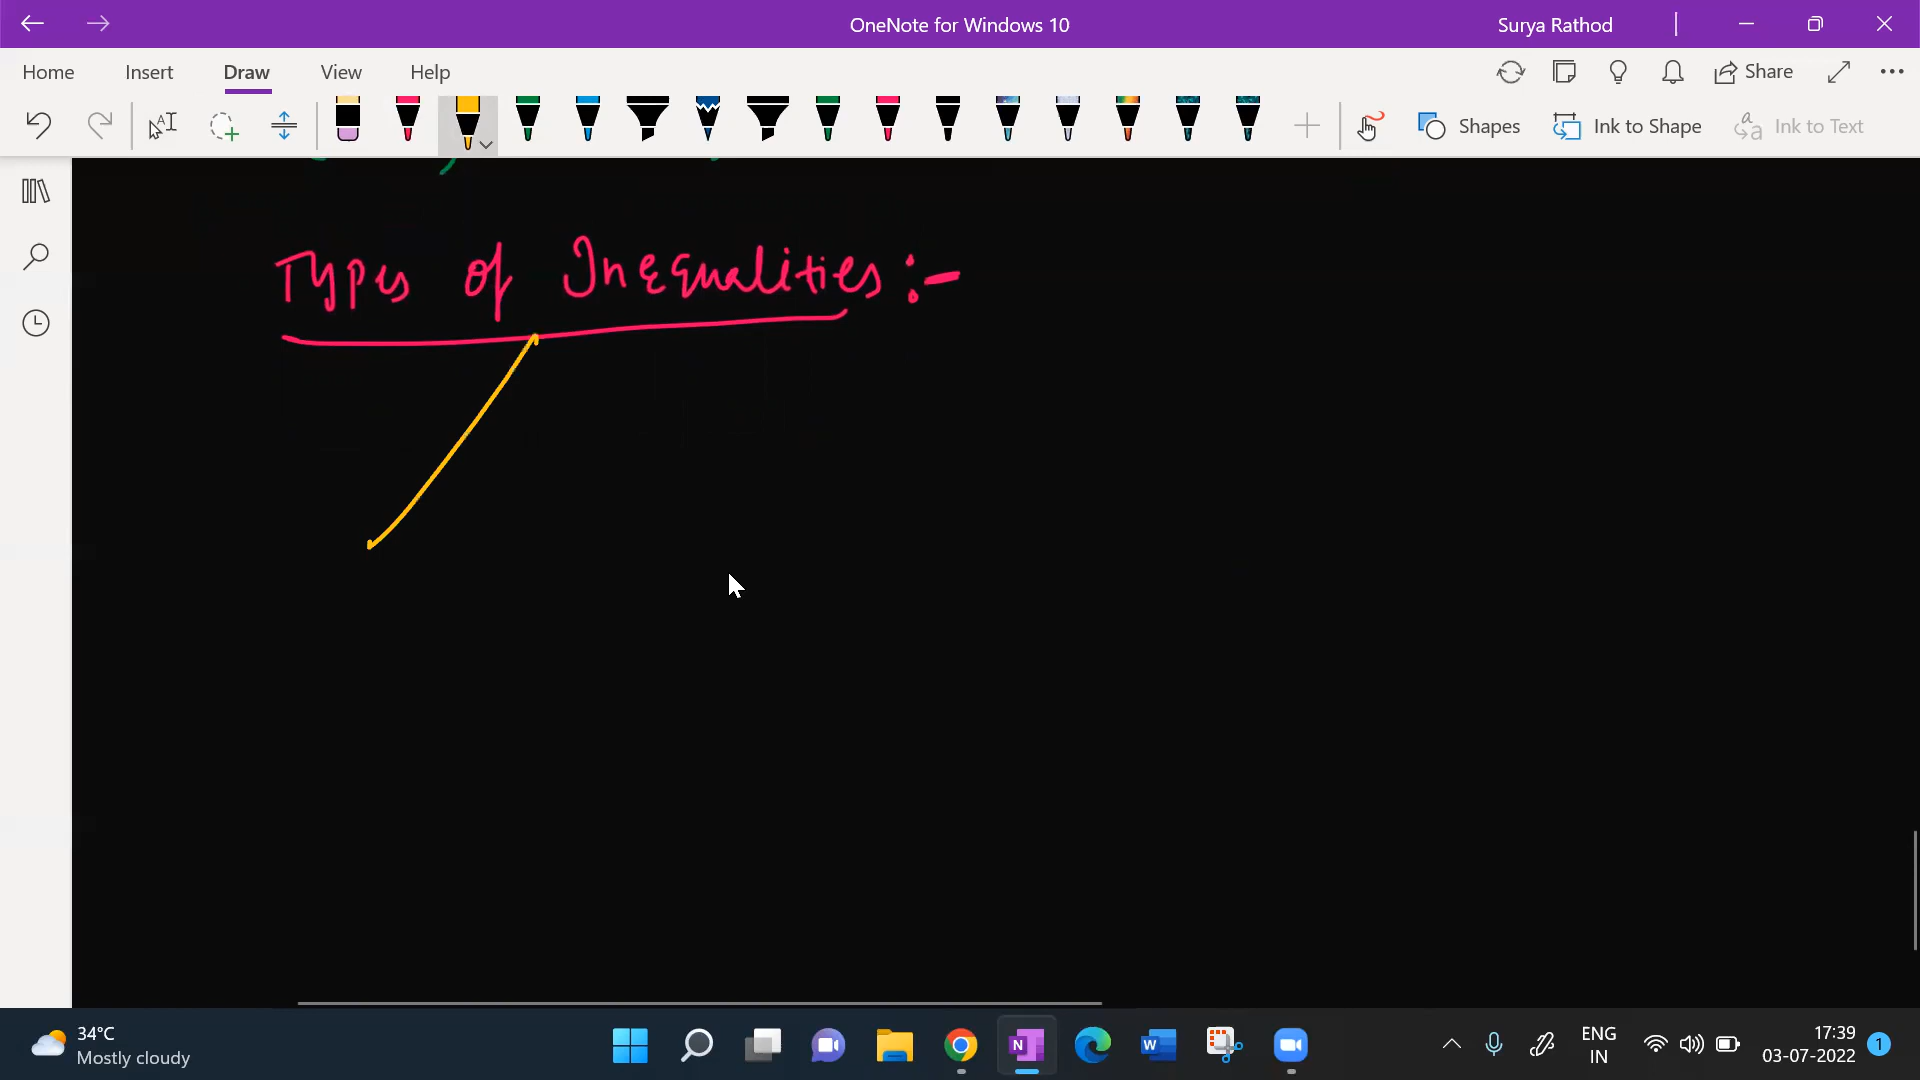 OneNote for Windows 10
Surya Rathod
Home Insert Draw View Help
Share
Shapes Ink to Shape Ink to Text
Types of Inequalities :-
34°C
Mostly cloudy
ENG
IN
17:39
03-07-2022
1